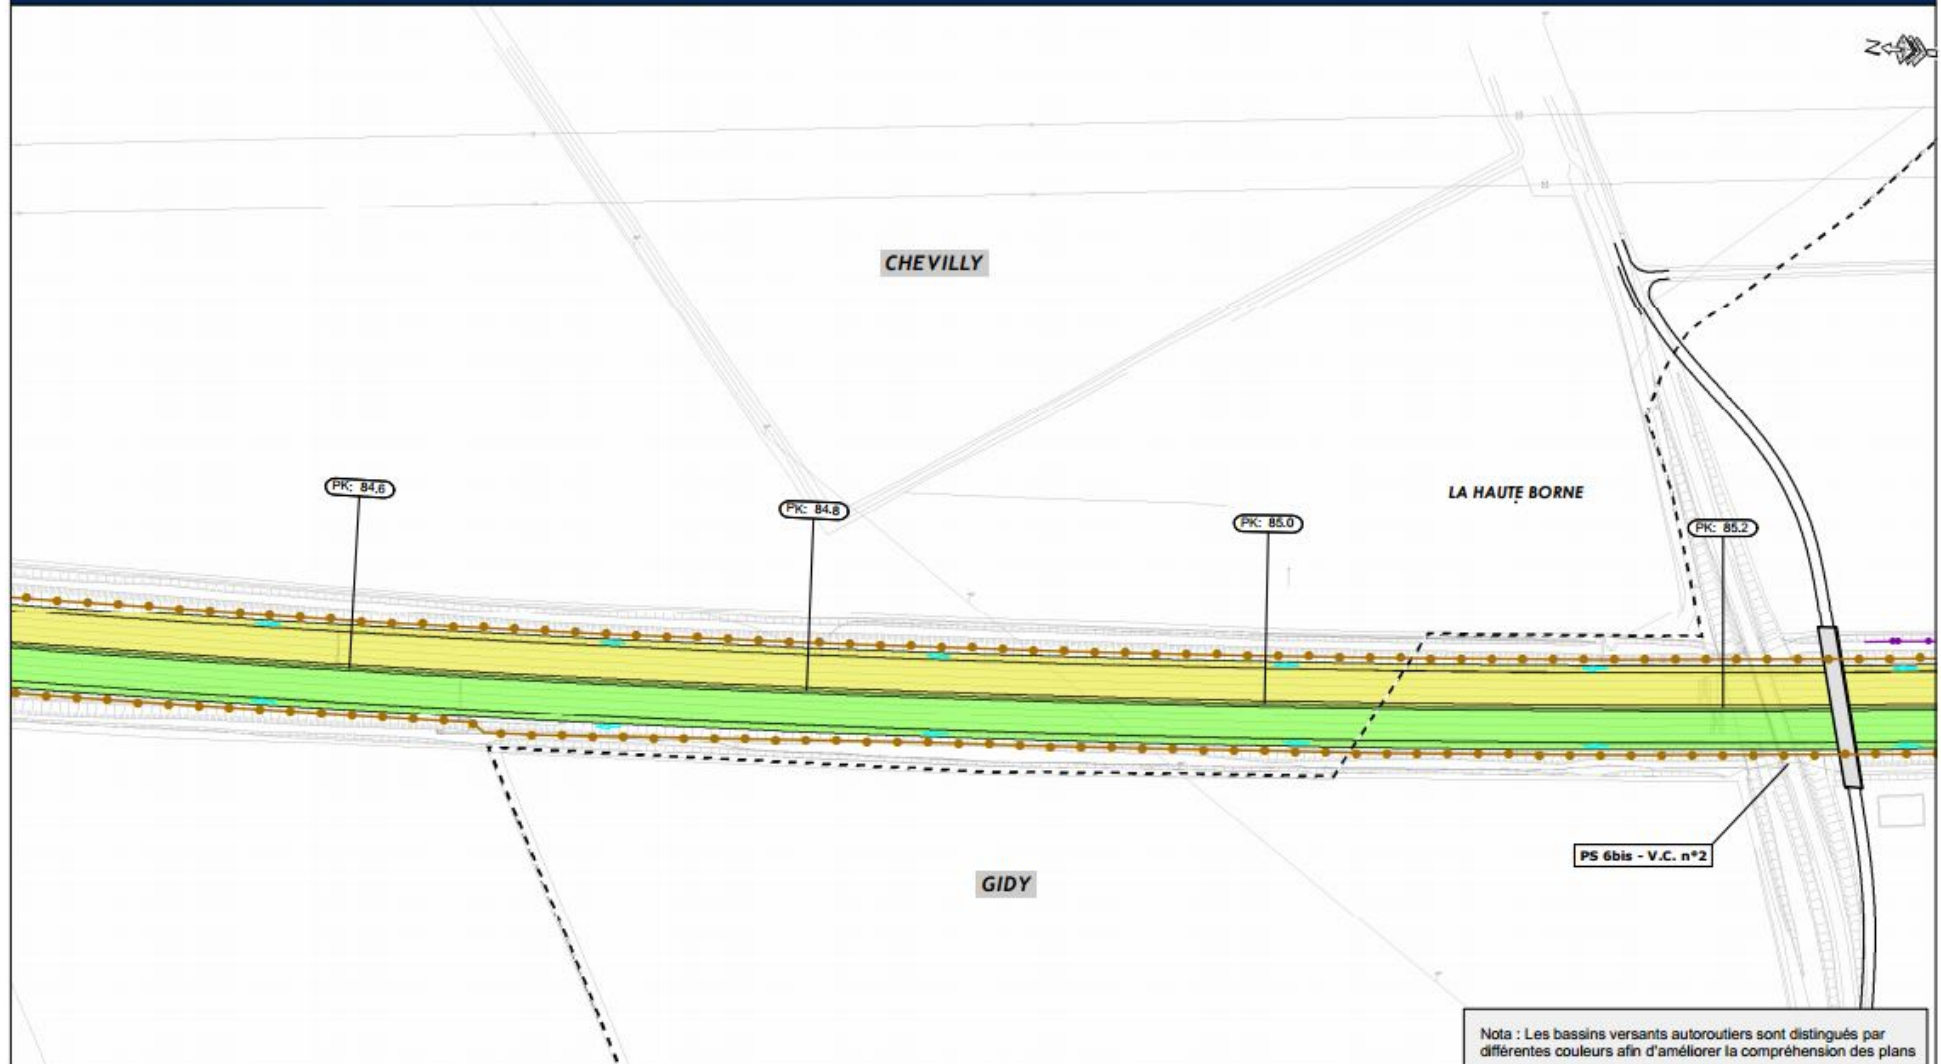 N
CHEVILLY
LA HAUTE BORNE
PK: 84.6
PK: 84.8
PK: 85.0
PK: 85.2
PS 6bis - V.C. n°2
GIDY
Nota : Les bassins versants autoroutiers sont distingués par
différentes couleurs afin d'améliorer la compréhension des plans